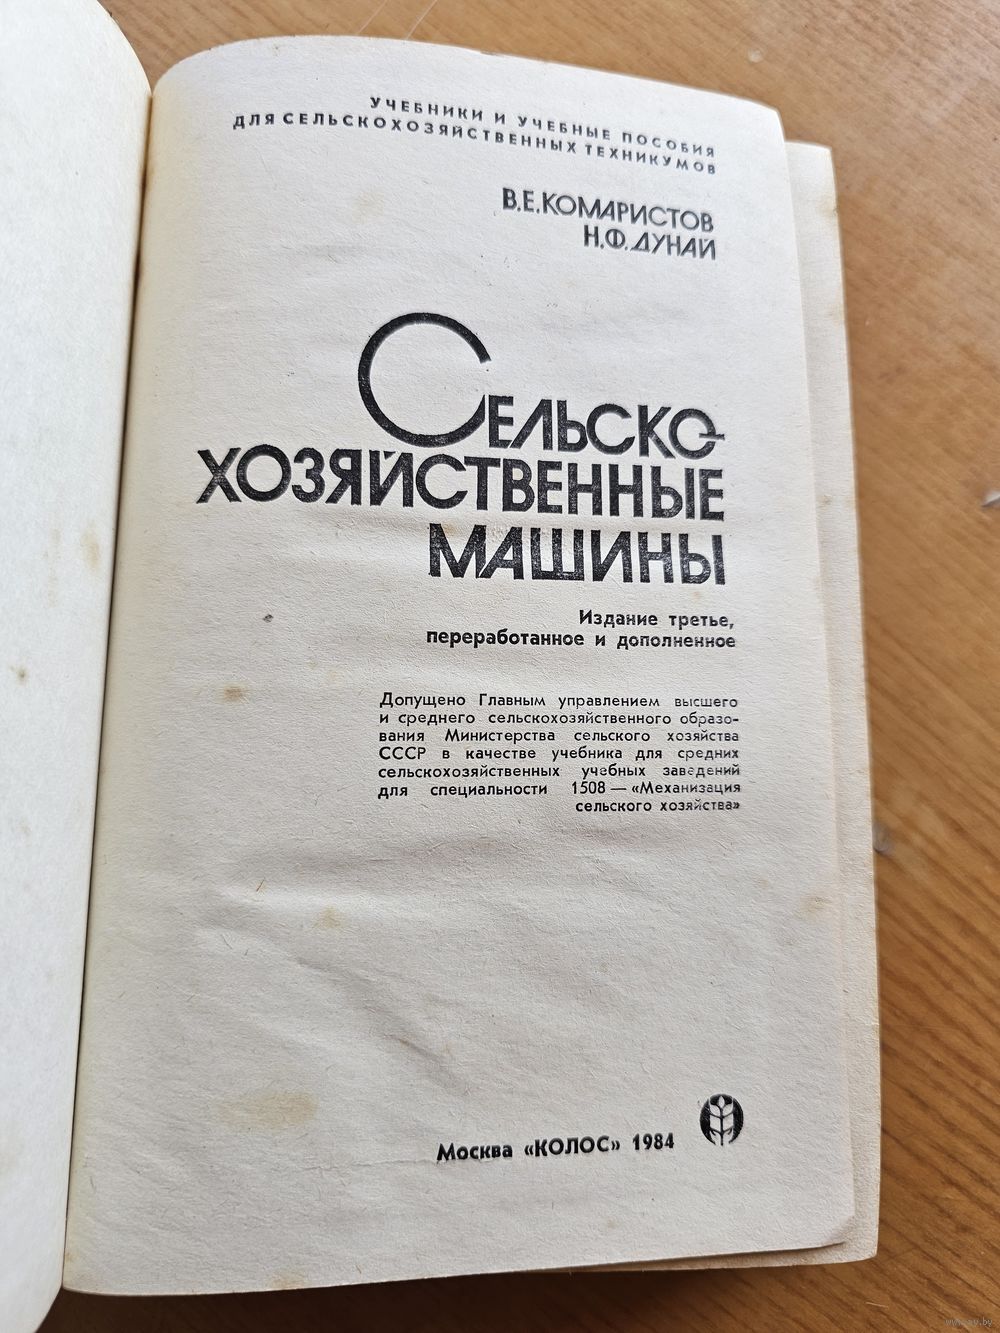 УЧЕБНИКИ И УЧЕБНЫЕ ПОСОБИЯ
ДЛЯ СЕЛЬСКОХОЗЯЙСТВЕННЫХ ТЕХНИКУМОВ
В.Е.КОМАРИСТОВ
Н.Ф.ДУНАЙ
СЕЛЬСКО-
ХОЗЯЙСТВЕННЫЕ
МАШИНЫ
Издание третье,
переработанное и дополненное
Допущено Главным управлением высшего
и среднего сельскохозяйственного образо-
вания Министерства сельского хозяйства
СССР в качестве учебника для средних
сельскохозяйственных учебных заведений
для специальности 1508 — «Механизация
сельского хозяйства»
Москва «КОЛОС» 1984